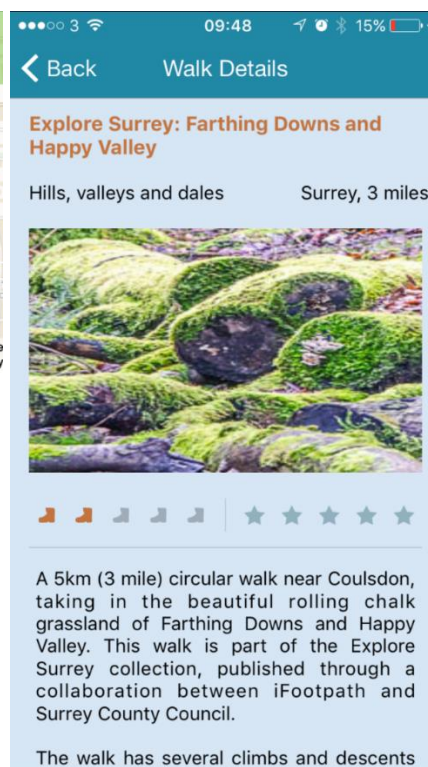 3 09:48 15%
Back Walk Details
Explore Surrey: Farthing Downs and
Happy Valley
Hills, valleys and dales Surrey, 3 miles
A 5km (3 mile) circular walk near Coulsdon,
taking in the beautiful rolling chalk
grassland of Farthing Downs and Happy
Valley. This walk is part of the Explore
Surrey collection, published through a
collaboration between iFootpath and
Surrey County Council.
The walk has several climbs and descents